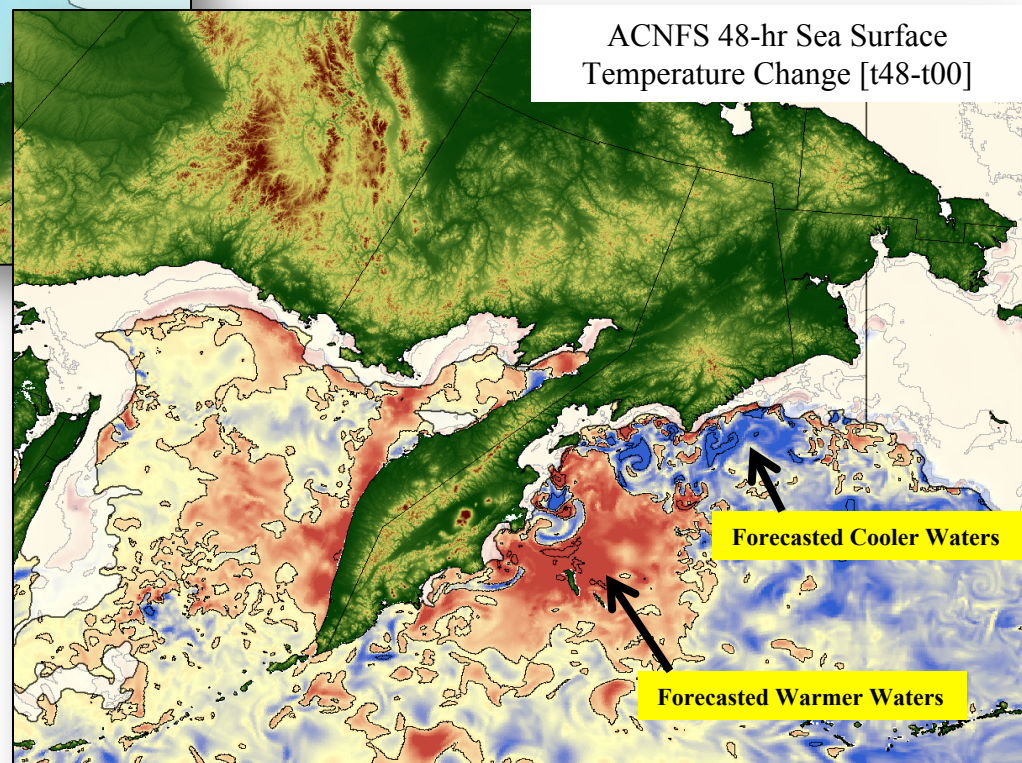 ACNFS 48-hr Sea Surface
Temperature Change [t48-t00]
Forecasted Cooler Waters
Forecasted Warmer Waters